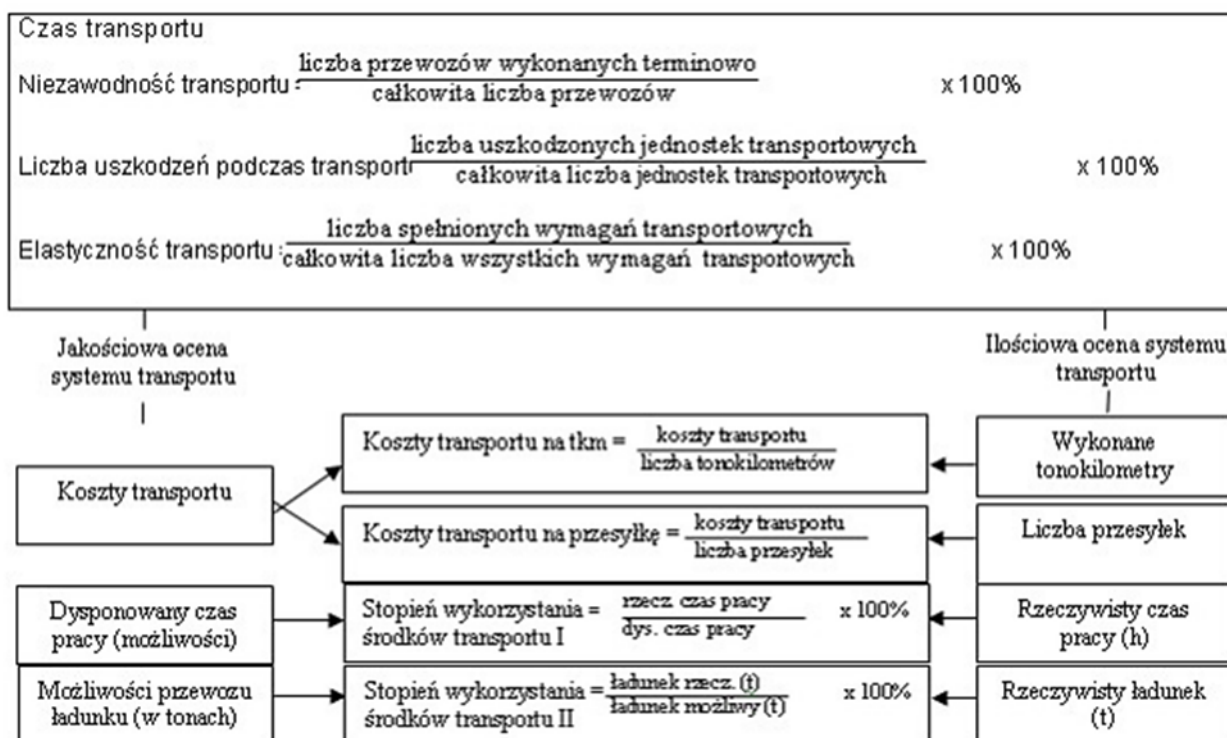 Czas transportu
Niezawodność transportu = liczba przewozów wykonanych terminowo x 100%
całkowita liczba przewozów
Liczba uszkodzeń podczas transportu liczba uszkodzonych jednostek transportowych x 100%
całkowita liczba jednostek transportowych
Elastyczność transportu = liczba spełnionych wymagań transportowych x 100%
całkowita liczba wszystkich wymagań transportowych
Jakościowa ocena
systemu transportu
Ilościowa ocena systemu
transportu
Koszty transportu
Koszty transportu na tkm = koszty transportu
liczba tonokilometrów
Wykonane
tonokilometry
Koszty transportu na przesyłkę = koszty transportu
liczba przesyłek
Liczba przesyłek
Dysponowany czas
pracy (możliwości)
Stopień wykorzystania = rzecz. czas pracy x 100%
środków transportu I dys. czas pracy
Rzeczywisty czas
pracy (h)
Możliwości przewozu
ładunku (w tonach)
Stopień wykorzystania = ładunek rzecz. (t) x 100%
środków transportu II ładunek możliwy (t)
Rzeczywisty ładunek
(t)